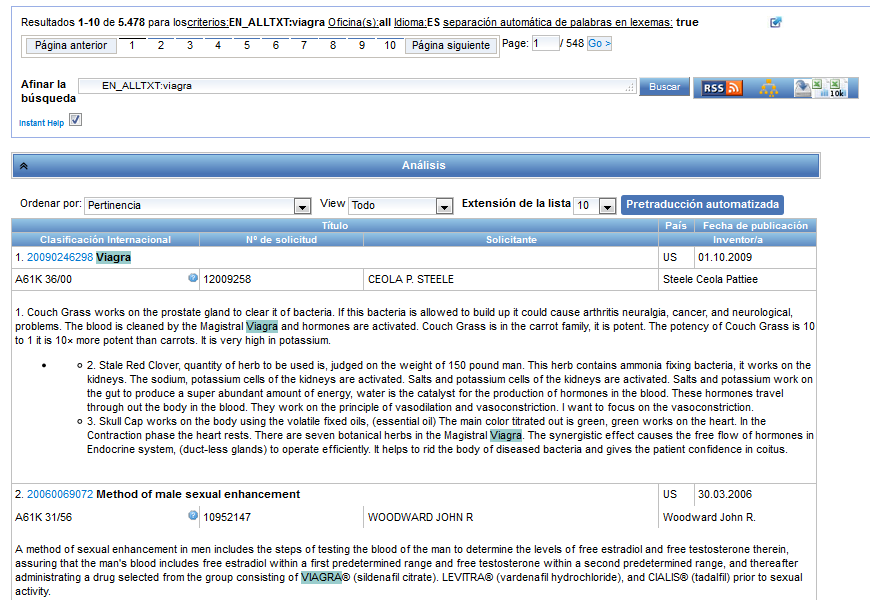 Resultados 1-10 de 5.478 para loscriterios:EN_ALLTXT:viagra Oficina(s):all Idioma:ES separación automática de palabras en lexemas: true
Página anterior 1 2 3 4 5 6 7 8 9 10 Página siguiente Page: 1 / 548 Go >
Afinar la búsqueda EN_ALLTXT:viagra Buscar RSS 10k
Instant Help
Análisis
Ordenar por: Pertinencia View Todo Extensión de la lista 10 Pretraducción automatizada
Título País Fecha de publicación
Clasificación Internacional Nº de solicitud Solicitante Inventor/a
1. 20090246298 Viagra US 01.10.2009
A61K 36/00 12009258 CEOLA P. STEELE Steele Ceola Pattiee
1. Couch Grass works on the prostate gland to clear it of bacteria. If this bacteria is allowed to build up it could cause arthritis neuralgia, cancer, and neurological,
problems. The blood is cleaned by the Magistral Viagra and hormones are activated. Couch Grass is in the carrot family, it is potent. The potency of Couch Grass is 10
to 1 it is 10× more potent than carrots. It is very high in potassium.
2. Stale Red Clover, quantity of herb to be used is, judged on the weight of 150 pound man. This herb contains ammonia fixing bacteria, it works on the
kidneys. The sodium, potassium cells of the kidneys are activated. Salts and potassium cells of the kidneys are activated. Salts and potassium work on
the gut to produce a super abundant amount of energy, water is the catalyst for the production of hormones in the blood. These hormones travel
through out the body in the blood. They work on the principle of vasodilation and vasoconstriction. I want to focus on the vasoconstriction.
3. Skull Cap works on the body using the volatile fixed oils, (essential oil) The main color titrated out is green, green works on the heart. In the
Contraction phase the heart rests. There are seven botanical herbs in the Magistral Viagra. The synergistic effect causes the free flow of hormones in
Endocrine system, (duct-less glands) to operate efficiently. It helps to rid the body of diseased bacteria and gives the patient confidence in coitus.
2. 20060069072 Method of male sexual enhancement US 30.03.2006
A61K 31/56 10952147 WOODWARD JOHN R Woodward John R.
A method of sexual enhancement in men includes the steps of testing the blood of the man to determine the levels of free estradiol and free testosterone therein,
assuring that the man's blood includes free estradiol within a first predetermined range and free testosterone within a second predetermined range, and thereafter
administrating a drug selected from the group consisting of VIAGRA® (sildenafil citrate). LEVITRA® (vardenafil hydrochloride), and CIALIS® (tadalfil) prior to sexual
activity.